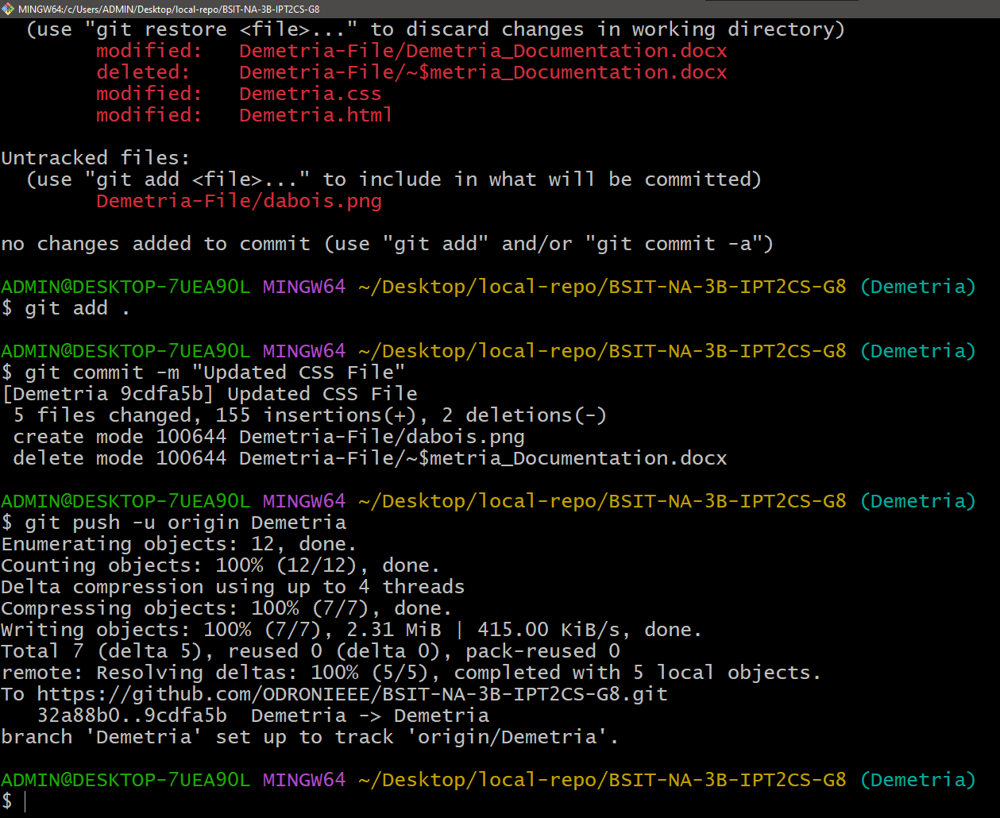 MINGW64:/c/Users/ADMIN/Desktop/local-repo/BSIT-NA-3B-IPT2CS-G8
(use "git restore <file>..." to discard changes in working directory)
modified:   Demetria-File/Demetria_Documentation.docx
deleted:    Demetria-File/~$metria_Documentation.docx
modified:   Demetria.css
modified:   Demetria.html
Untracked files:
(use "git add <file>..." to include in what will be committed)
Demetria-File/dabois.png
no changes added to commit (use "git add" and/or "git commit -a")
ADMIN@DESKTOP-7UEA9OL MINGW64 ~/Desktop/local-repo/BSIT-NA-3B-IPT2CS-G8 (Demetria)
$ git add .
ADMIN@DESKTOP-7UEA9OL MINGW64 ~/Desktop/local-repo/BSIT-NA-3B-IPT2CS-G8 (Demetria)
$ git commit -m "Updated CSS File"
[Demetria 9cdfa5b] Updated CSS File
5 files changed, 155 insertions(+), 2 deletions(-)
create mode 100644 Demetria-File/dabois.png
delete mode 100644 Demetria-File/~$metria_Documentation.docx
ADMIN@DESKTOP-7UEA9OL MINGW64 ~/Desktop/local-repo/BSIT-NA-3B-IPT2CS-G8 (Demetria)
$ git push -u origin Demetria
Enumerating objects: 12, done.
Counting objects: 100% (12/12), done.
Delta compression using up to 4 threads
Compressing objects: 100% (7/7), done.
Writing objects: 100% (7/7), 2.31 MiB | 415.00 KiB/s, done.
Total 7 (delta 5), reused 0 (delta 0), pack-reused 0
remote: Resolving deltas: 100% (5/5), completed with 5 local objects.
To https://github.com/ODRONIEEE/BSIT-NA-3B-IPT2CS-G8.git
32a88b0..9cdfa5b  Demetria -> Demetria
branch 'Demetria' set up to track 'origin/Demetria'.
ADMIN@DESKTOP-7UEA9OL MINGW64 ~/Desktop/local-repo/BSIT-NA-3B-IPT2CS-G8 (Demetria)
$